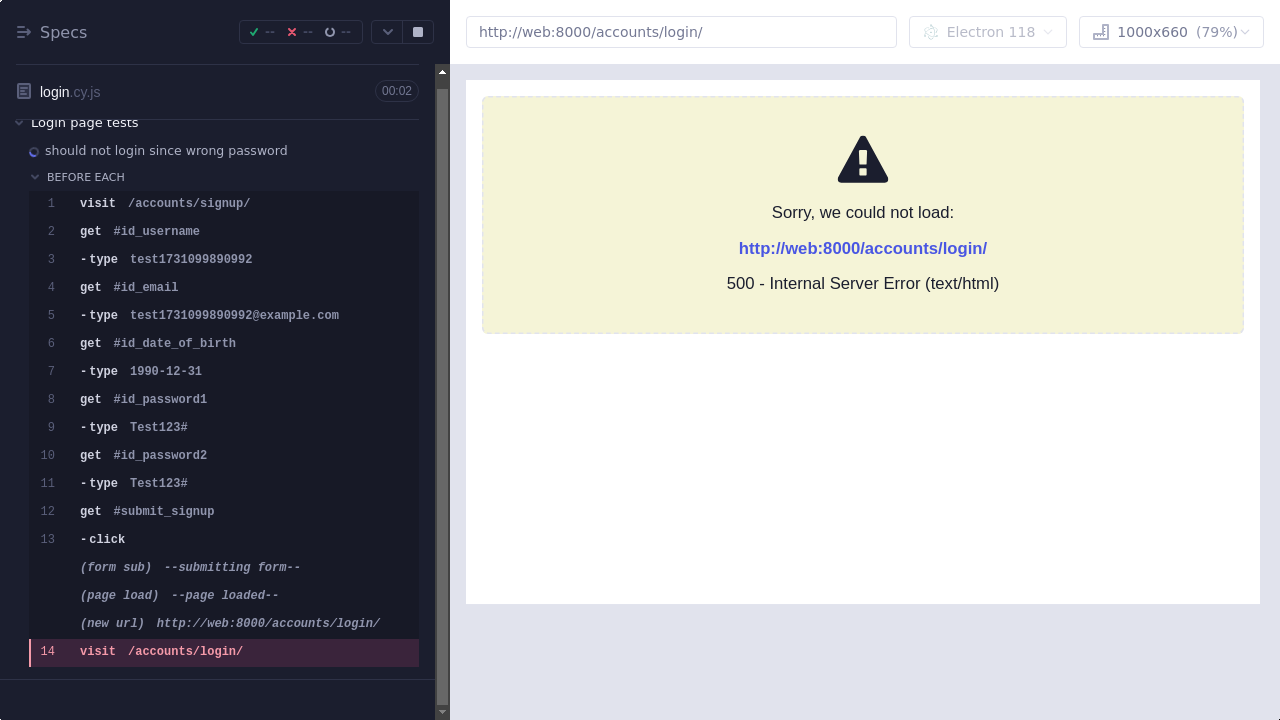 Specs
--
--
--
login.cy.js
00:02
Login page tests
should not login since wrong password
BEFORE EACH
1 visit /accounts/signup/
2 get #id_username
3 -type test1731099890992
4 get #id_email
5 -type test1731099890992@example.com
6 get #id_date_of_birth
7 -type 1990-12-31
8 get #id_password1
9 -type Test123#
10 get #id_password2
11 -type Test123#
12 get #submit_signup
13 -click
(form sub) --submitting form--
(page load) --page loaded--
(new url) http://web:8000/accounts/login/
14 visit /accounts/login/
http://web:8000/accounts/login/
Electron 118
1000x660 (79%)
Sorry, we could not load:
http://web:8000/accounts/login/
500 - Internal Server Error (text/html)